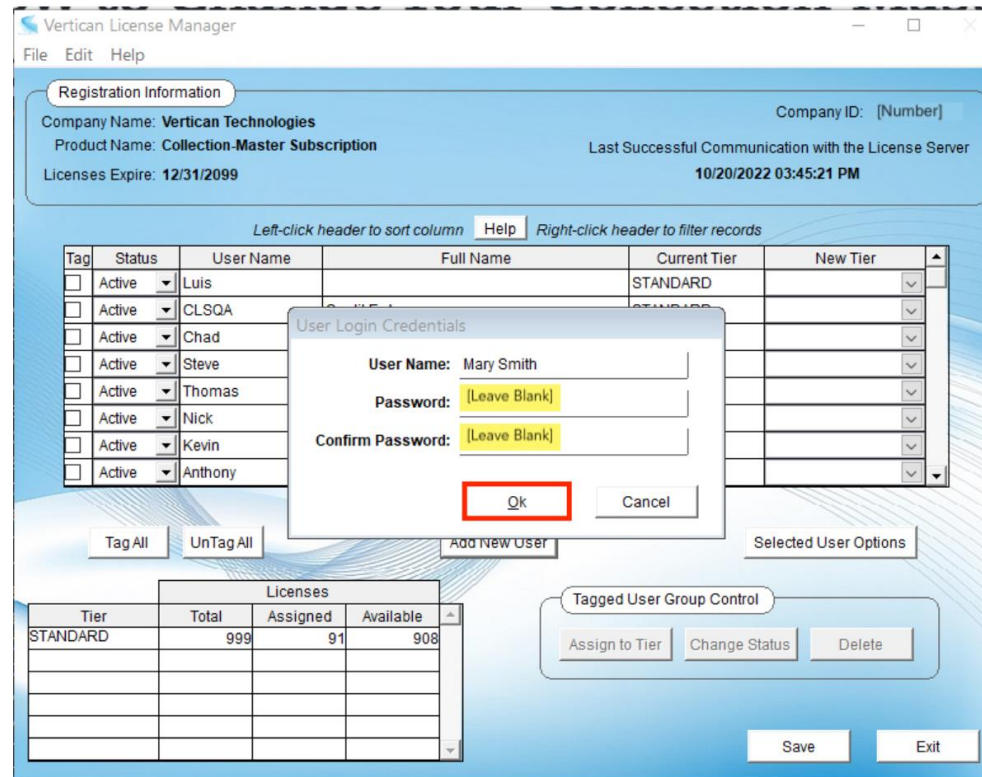 Vertican License Manager
File Edit Help
Registration Information
Company Name: Vertican Technologies
Company ID: [Number]
Product Name: Collection-Master Subscription
Last Successful Communication with the License Server
Licenses Expire: 12/31/2099
10/20/2022 03:45:21 PM
Left-click header to sort column Help Right-click header to filter records
Tag Status User Name Full Name Current Tier New Tier
Active Luis STANDARD
Active CLSQA
Active Chad
Active Steve
Active Thomas
Active Nick
Active Kevin
Active Anthony
User Login Credentials
User Name: Mary Smith
Password: [Leave Blank]
Confirm Password: [Leave Blank]
Ok Cancel
Tag All UnTag All Add New User Selected User Options
Licenses
Tier Total Assigned Available
STANDARD 999 91 908
Tagged User Group Control
Assign to Tier Change Status Delete
Save Exit